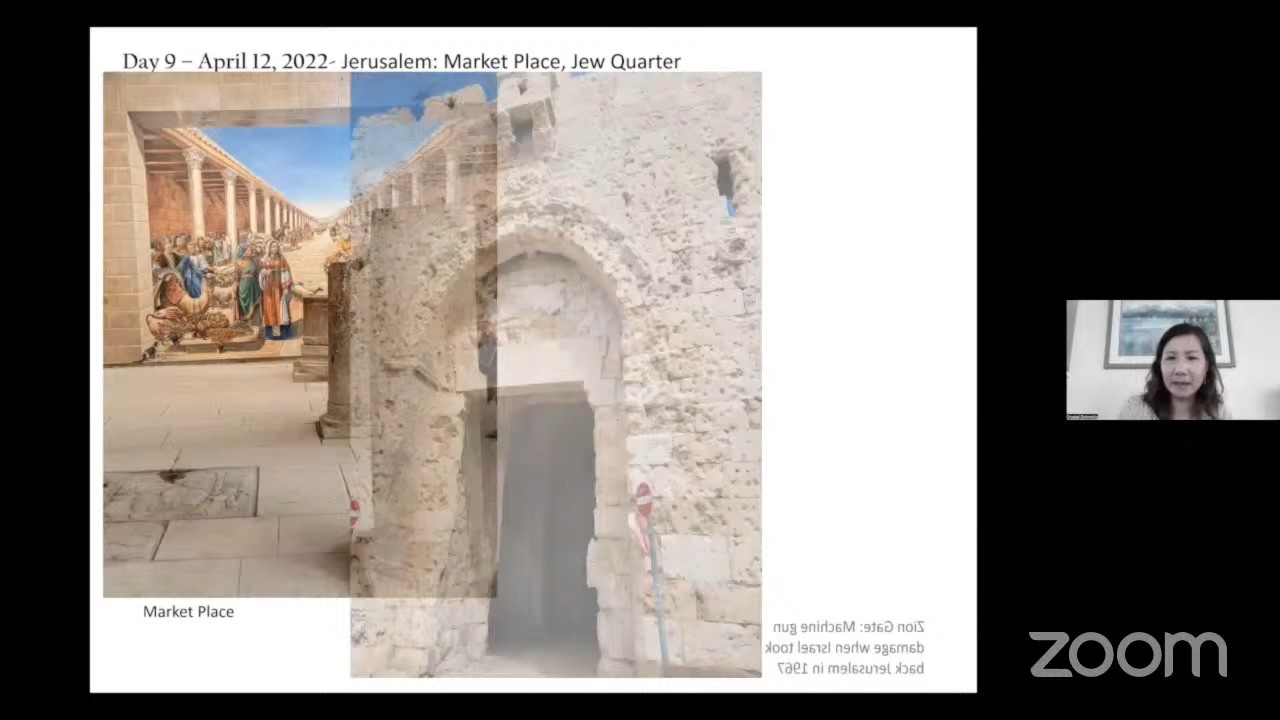 Day 9 – April 12, 2022- Jerusalem: Market Place, Jew Quarter
Market Place
Zion Gate: Machine gun
damage when Israel took
back Jerusalem in 1967
zoom